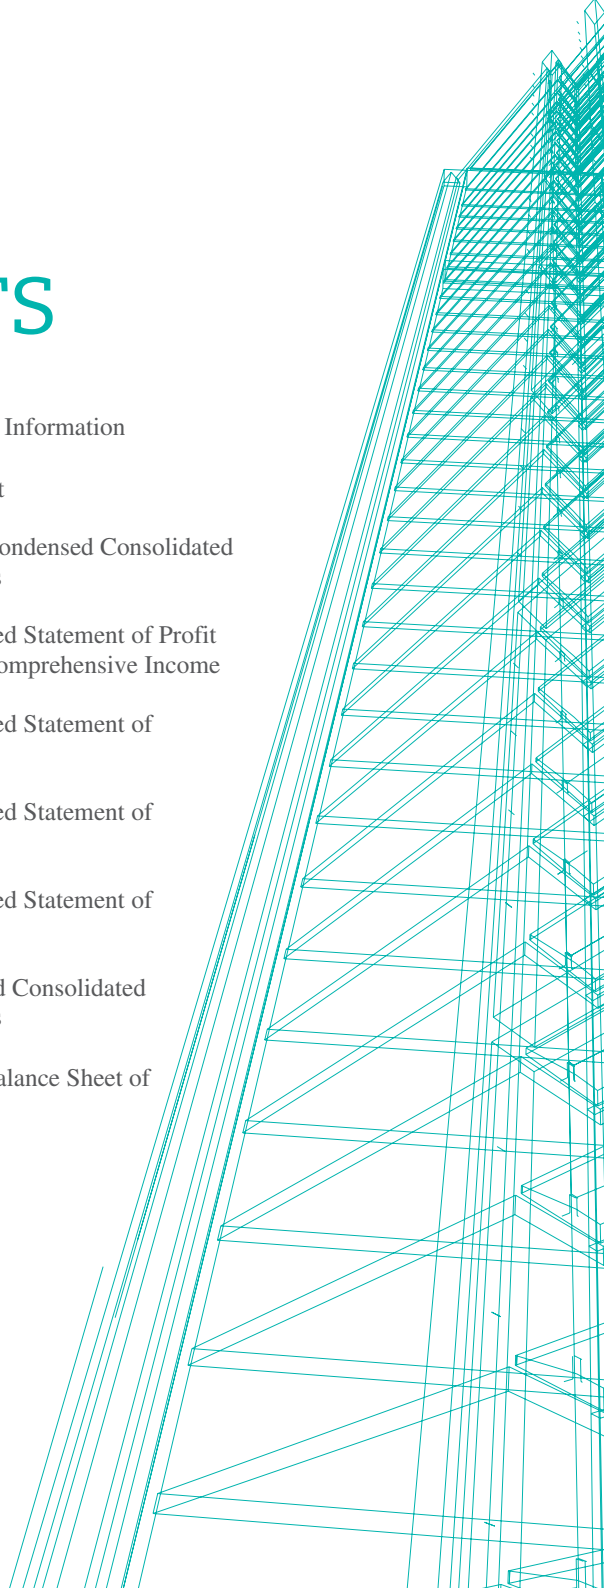 TS
Information
t
ondensed Consolidated
s
ed Statement of Profit
omprehensive Income
ed Statement of
ed Statement of
ed Statement of
d Consolidated
s
alance Sheet of